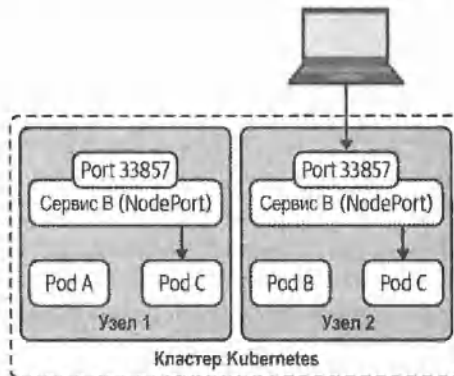 Port 33857
Сервис B (NodePort)
Pod A
Pod C
Узел 1
Port 33857
Сервис B (NodePort)
Pod B
Pod C
Узел 2
Кластер Kubernetes